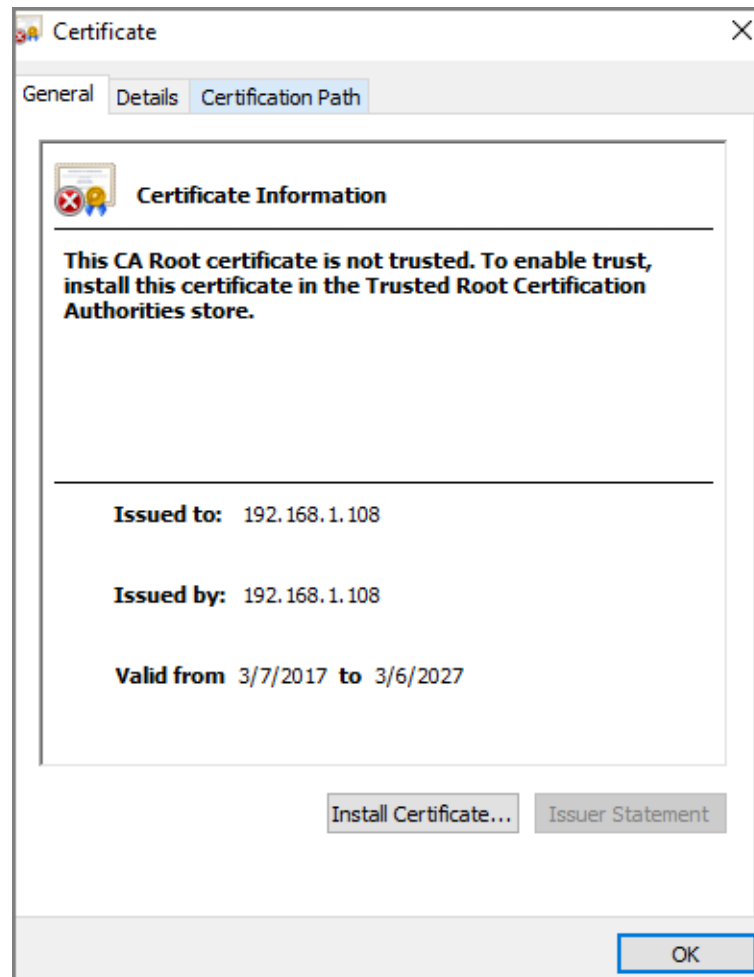 Certificate
General Details Certification Path
Certificate Information
This CA Root certificate is not trusted. To enable trust,
install this certificate in the Trusted Root Certification
Authorities store.
Issued to: 192.168.1.108
Issued by: 192.168.1.108
Valid from 3/7/2017 to 3/6/2027
Install Certificate... Issuer Statement
OK